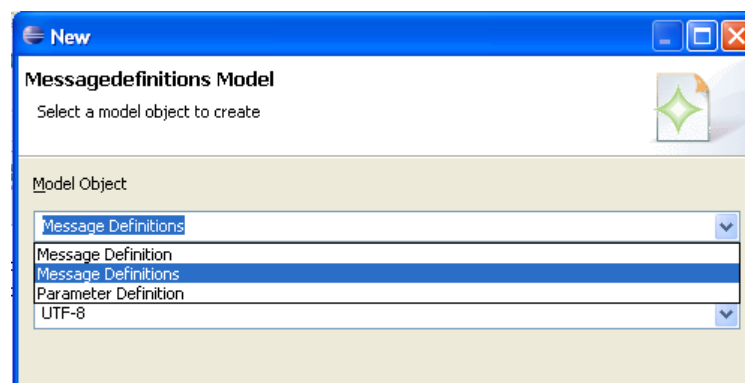 New
Messagedefinitions Model
Select a model object to create
Model Object
Message Definitions
Message Definition
Message Definitions
Parameter Definition
UTF-8